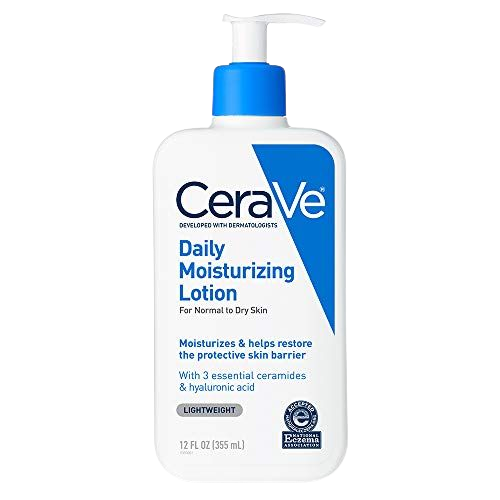 CeraVe®
DEVELOPED WITH DERMATOLOGISTS
Daily
Moisturizing
Lotion
For Normal to Dry Skin
Moisturizes & helps restore
the protective skin barrier
With 3 essential ceramides
& hyaluronic acid
LIGHTWEIGHT
12 FL OZ (355 mL)
ACCEPTED
NATIONAL
Eczema
ASSOCIATION